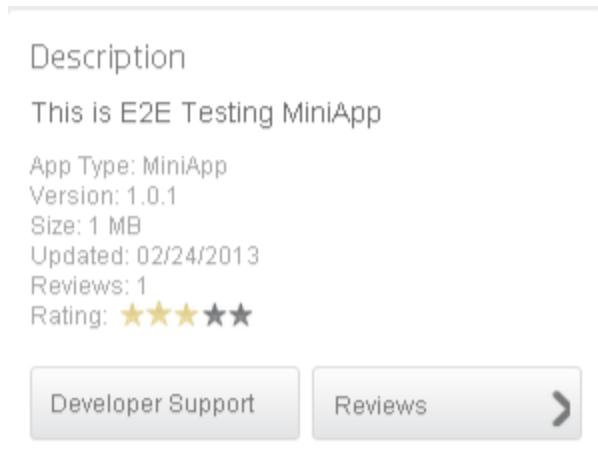 Description
This is E2E Testing MiniApp
App Type: MiniApp
Version: 1.0.1
Size: 1 MB
Updated: 02/24/2013
Reviews: 1
Rating:
Developer Support
Reviews